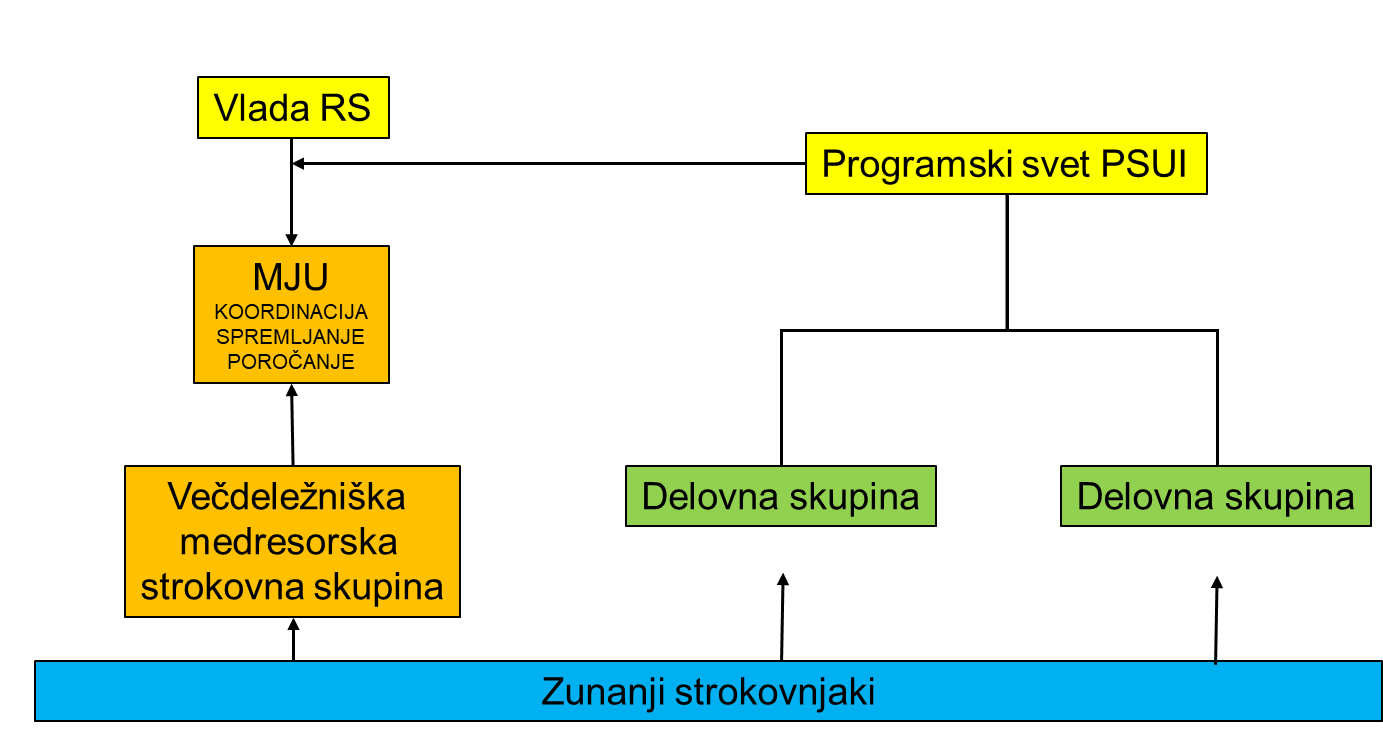 Vlada RS
Programski svet PSUI
MJU
KOORDINACIJA
SPREMLJANJE
POROČANJE
Večdeležniška
medresorska
strokovna skupina
Delovna skupina
Delovna skupina
Zunanji strokovnjaki